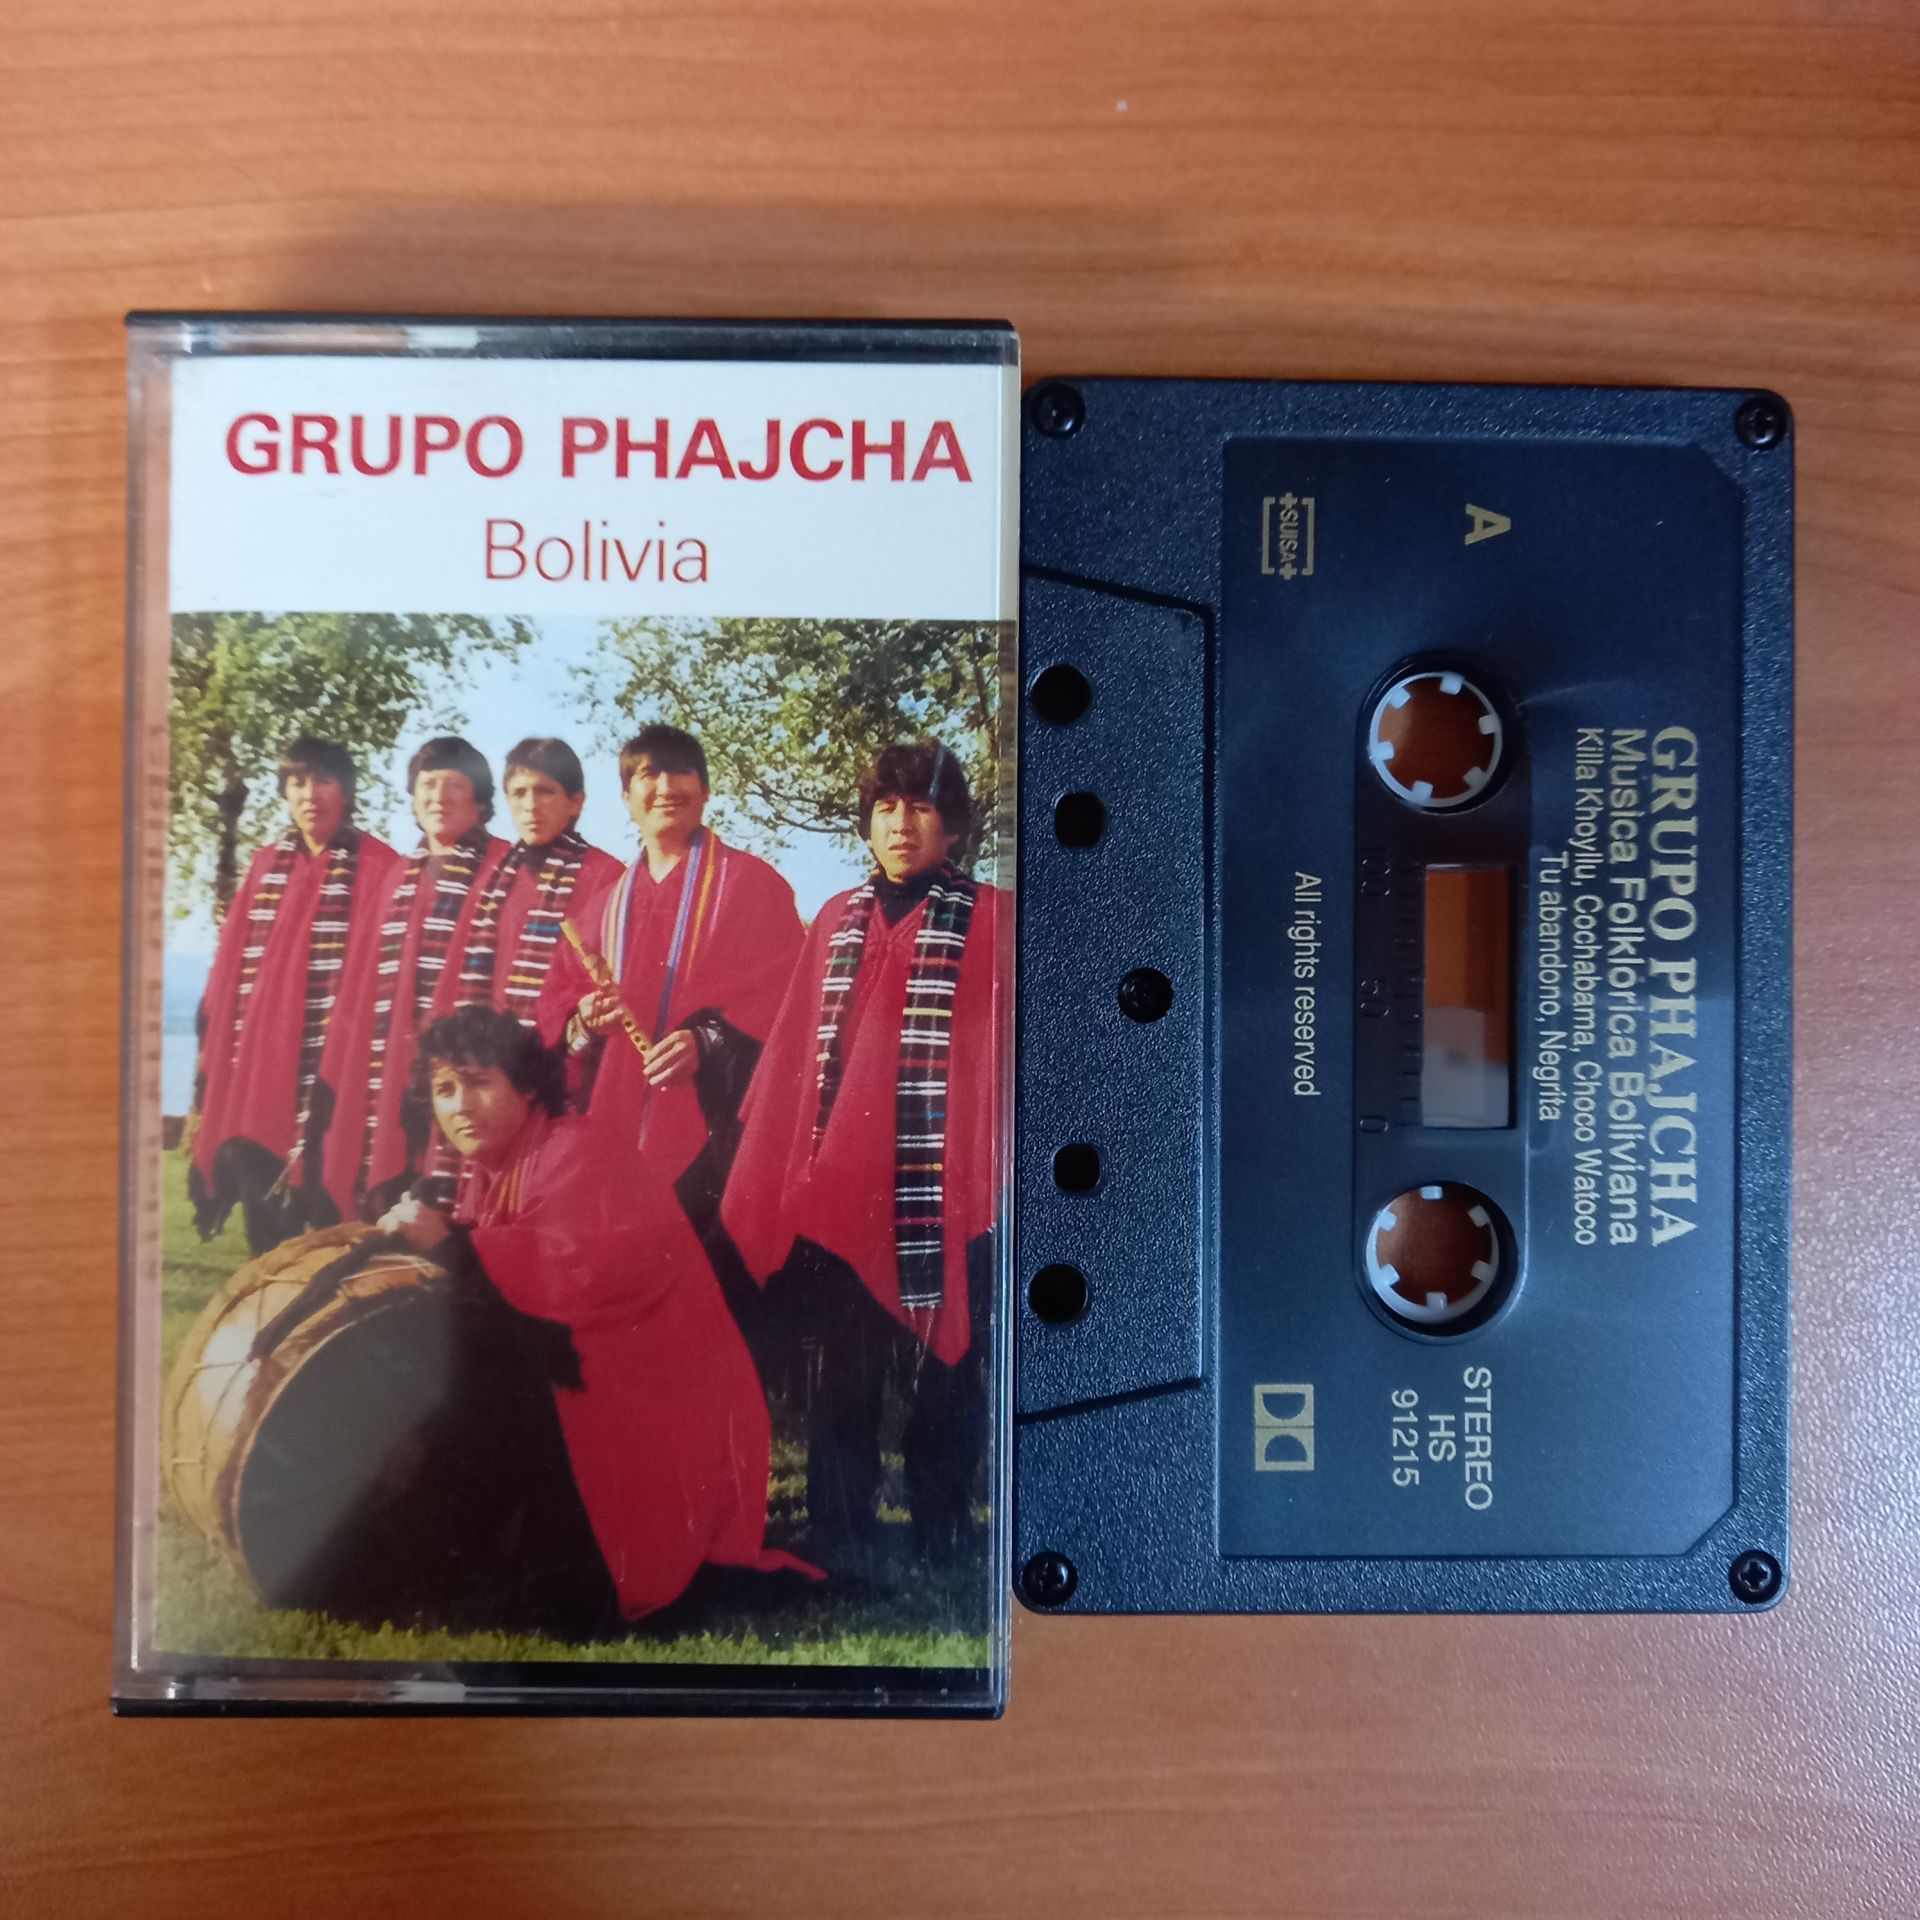 GRUPO PHAJCHA
Bolivia
A
GRUPO PHAJCHA
Música Folklórica Boliviana
Killa Khoyllu, Cochabama, Choco Watoco
Tu abandono, Negrita
100 50 0
All rights reserved
SUISA
STEREO
HS
91215